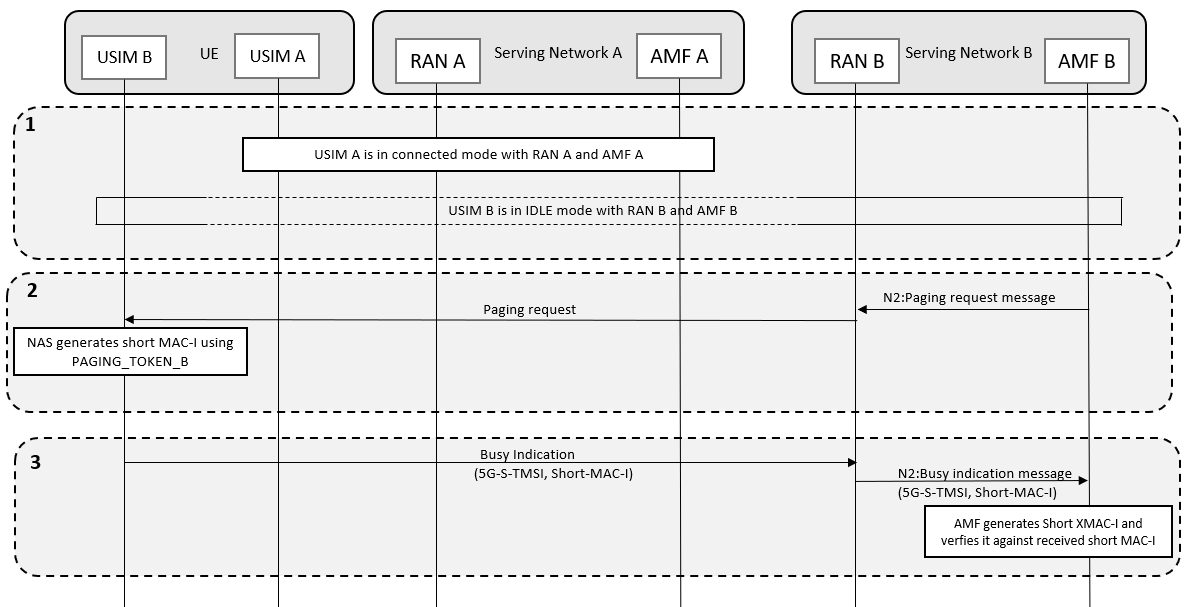 USIM B
UE
USIM A
RAN A
Serving Network A
AMF A
RAN B
Serving Network B
AMF B
1
USIM A is in connected mode with RAN A and AMF A
USIM B is in IDLE mode with RAN B and AMF B
2
N2:Paging request message
Paging request
NAS generates short MAC-I using
PAGING_TOKEN_B
3
Busy Indication
(5G-S-TMSI, Short-MAC-I)
N2:Busy indication message
(5G-S-TMSI, Short-MAC-I)
AMF generates Short XMAC-I and
verfies it against received short MAC-I